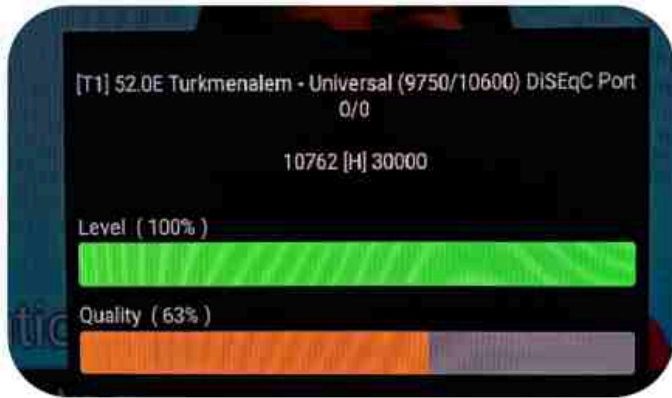 [T1] 52.0E Turkmenalem - Universal (9750/10600) DiSEqC Port
0/0
10762 [H] 30000
Level ( 100% )
Quality ( 63% )